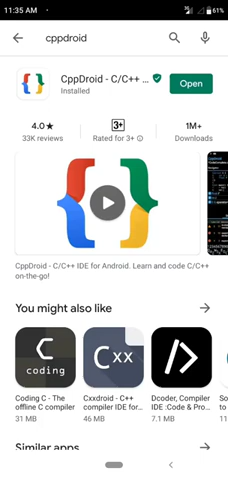 11:35 AM 61%
cppdroid
CppDroid - C/C++ ...
Installed
Open
4.0★ 3+ 1M+
33K reviews Rated for 3+ Downloads
CppDroid - C/C++ IDE for Android. Learn and code C/C++
on-the-go!
You might also like
C
coding
Cxx
Coding C - The
offline C compiler
31 MB
Cxxdroid - C++
compiler IDE for...
46 MB
Dcoder, Compiler
IDE :Code & Pro...
7.1 MB
Similar apps